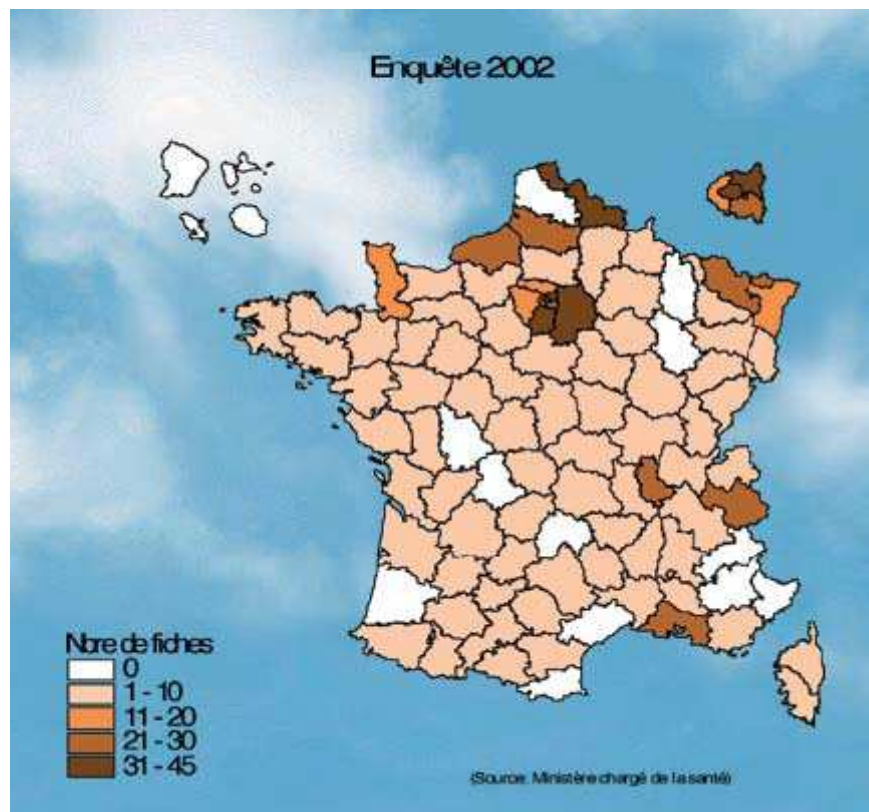 Enquête 2002
Nbre de fiches
0
1 - 10
11 - 20
21 - 30
31 - 45
(Source: Ministère chargé de la santé)